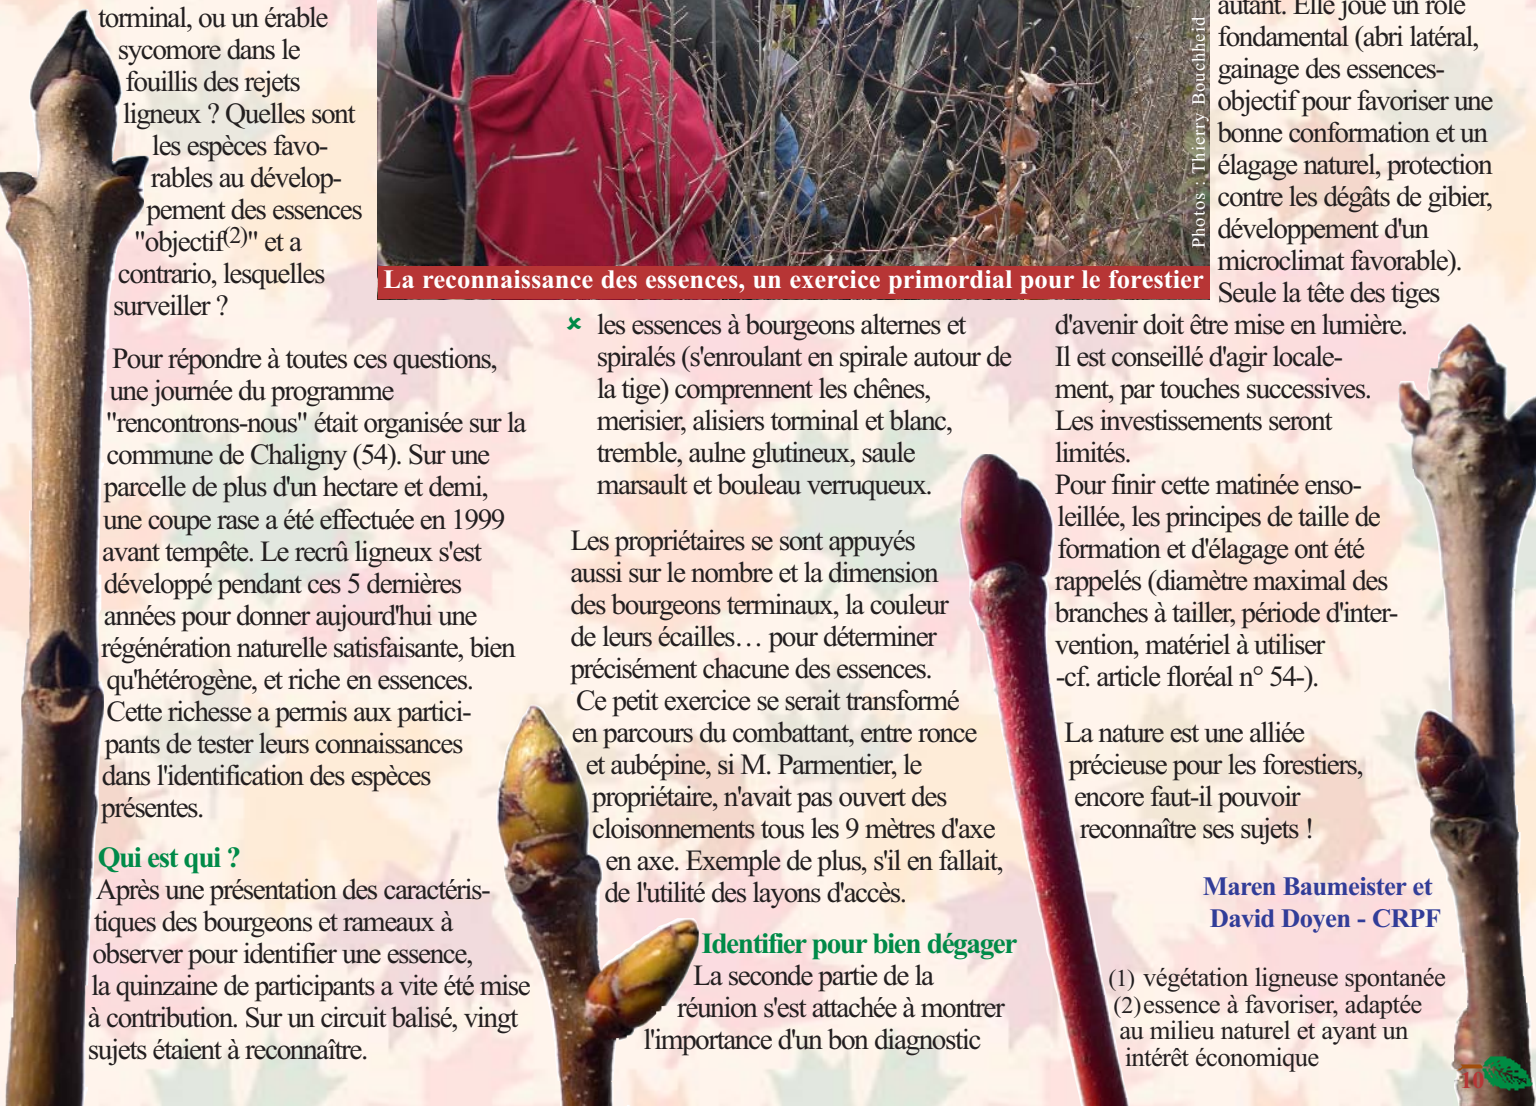 torminal, ou un érable
sycomore dans le
fouillis des rejets
ligneux ? Quelles sont
les espèces favo-
rables au dévelop-
pement des essences
"objectif(2)" et a
contrario, lesquelles
surveiller ?
Pour répondre à toutes ces questions,
une journée du programme
"rencontrons-nous" était organisée sur la
commune de Chaligny (54). Sur une
parcelle de plus d'un hectare et demi,
une coupe rase a été effectuée en 1999
avant tempête. Le recrû ligneux s'est
développé pendant ces 5 dernières
années pour donner aujourd'hui une
régénération naturelle satisfaisante, bien
qu'hétérogène, et riche en essences.
Cette richesse a permis aux partici-
pants de tester leurs connaissances
dans l'identification des espèces
présentes.
Qui est qui ?
Après une présentation des caractéris-
tiques des bourgeons et rameaux à
observer pour identifier une essence,
la quinzaine de participants a vite été mise
à contribution. Sur un circuit balisé, vingt
sujets étaient à reconnaître.
Photos : Thierry Bouchheid
La reconnaissance des essences, un exercice primordial pour le forestier
× les essences à bourgeons alternes et
spiralés (s'enroulant en spirale autour de
la tige) comprennent les chênes,
merisier, alisiers torminal et blanc,
tremble, aulne glutineux, saule
marsault et bouleau verruqueux.
Les propriétaires se sont appuyés
aussi sur le nombre et la dimension
des bourgeons terminaux, la couleur
de leurs écailles… pour déterminer
précisément chacune des essences.
Ce petit exercice se serait transformé
en parcours du combattant, entre ronce
et aubépine, si M. Parmentier, le
propriétaire, n'avait pas ouvert des
cloisonnements tous les 9 mètres d'axe
en axe. Exemple de plus, s'il en fallait,
de l'utilité des layons d'accès.
Identifier pour bien dégager
La seconde partie de la
réunion s'est attachée à montrer
l'importance d'un bon diagnostic
autant. Elle joue un rôle
fondamental (abri latéral,
gainage des essences-
objectif pour favoriser une
bonne conformation et un
élagage naturel, protection
contre les dégâts de gibier,
développement d'un
microclimat favorable).
Seule la tête des tiges
d'avenir doit être mise en lumière.
Il est conseillé d'agir locale-
ment, par touches successives.
Les investissements seront
limités.
Pour finir cette matinée enso-
leillée, les principes de taille de
formation et d'élagage ont été
rappelés (diamètre maximal des
branches à tailler, période d'inter-
vention, matériel à utiliser
-cf. article floréal n° 54-).
La nature est une alliée
précieuse pour les forestiers,
encore faut-il pouvoir
reconnaître ses sujets !
Maren Baumeister et
David Doyen - CRPF
(1) végétation ligneuse spontanée
(2)essence à favoriser, adaptée
au milieu naturel et ayant un
intérêt économique
10